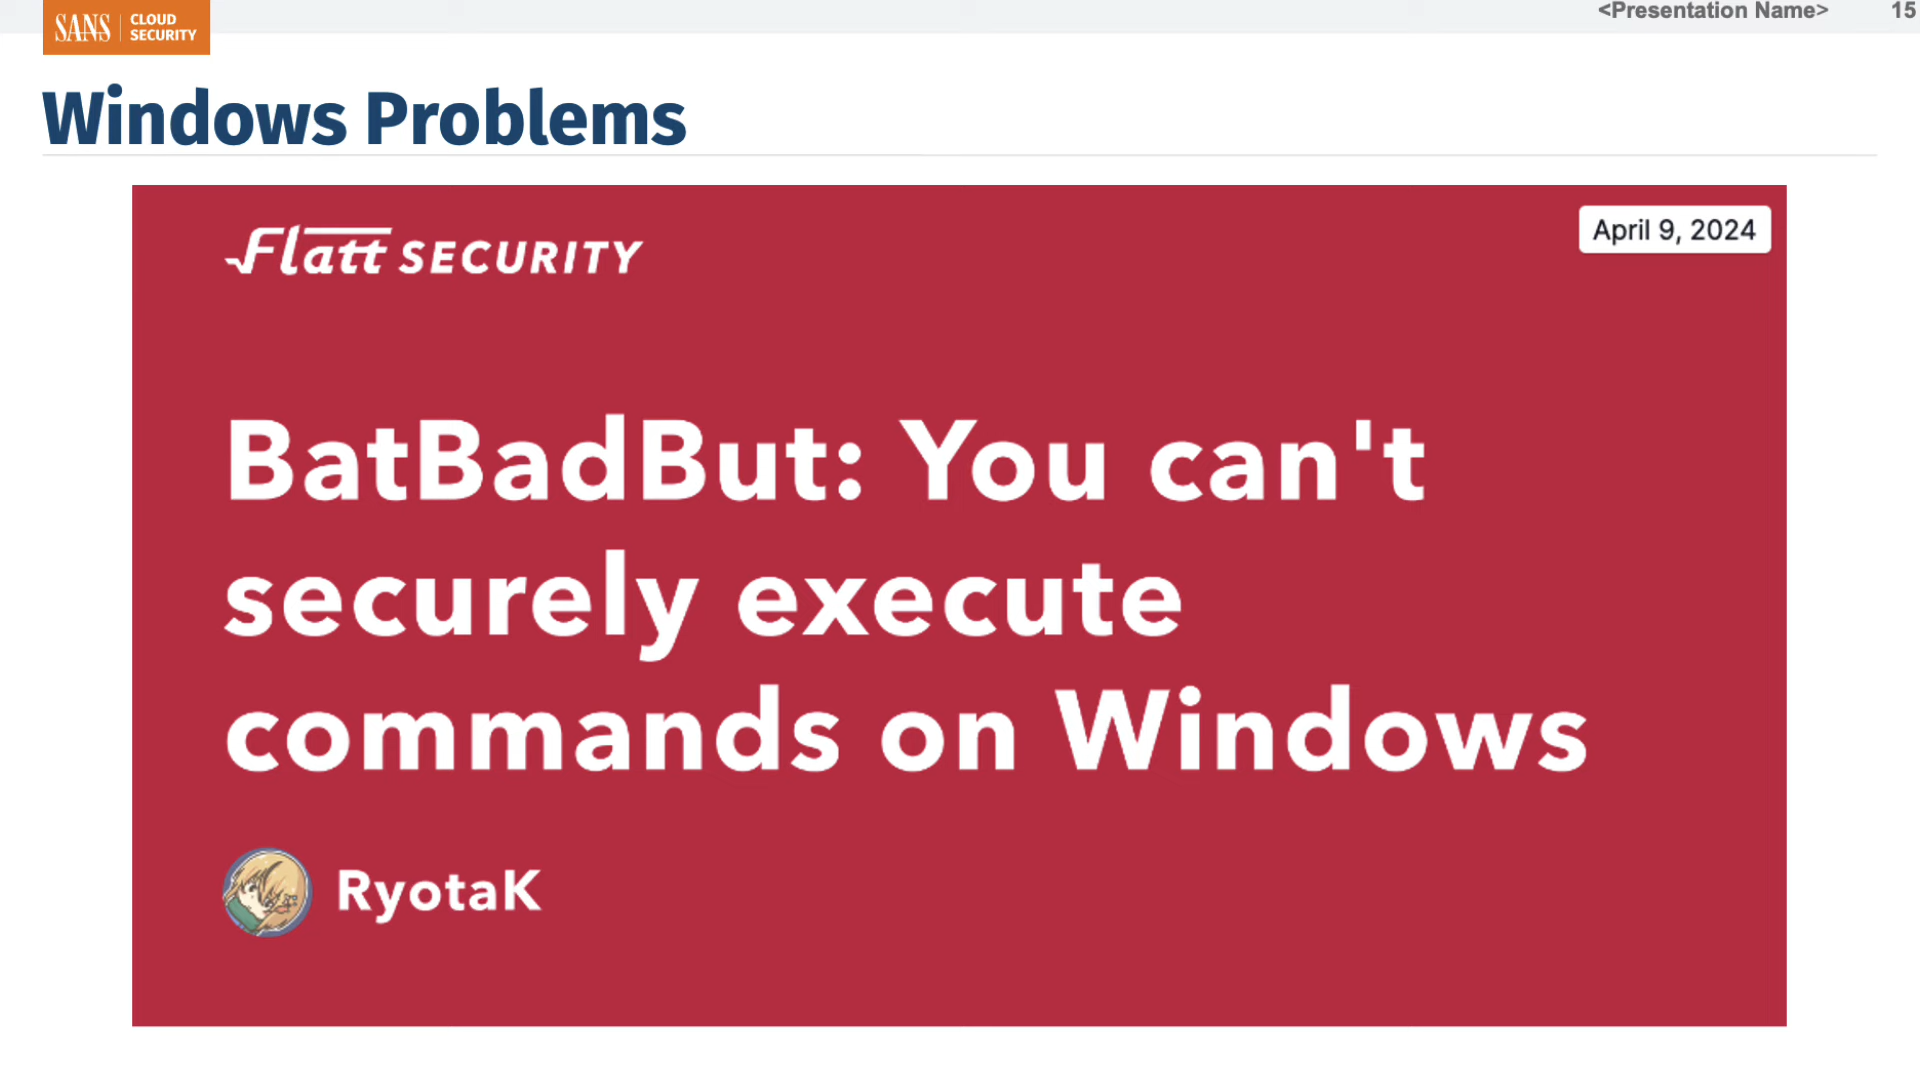 SANS
CLOUD
SECURITY
<Presentation Name>
15
Windows Problems
Flatt SECURITY
April 9, 2024
BatBadBut: You can't
securely execute
commands on Windows
RyotaK